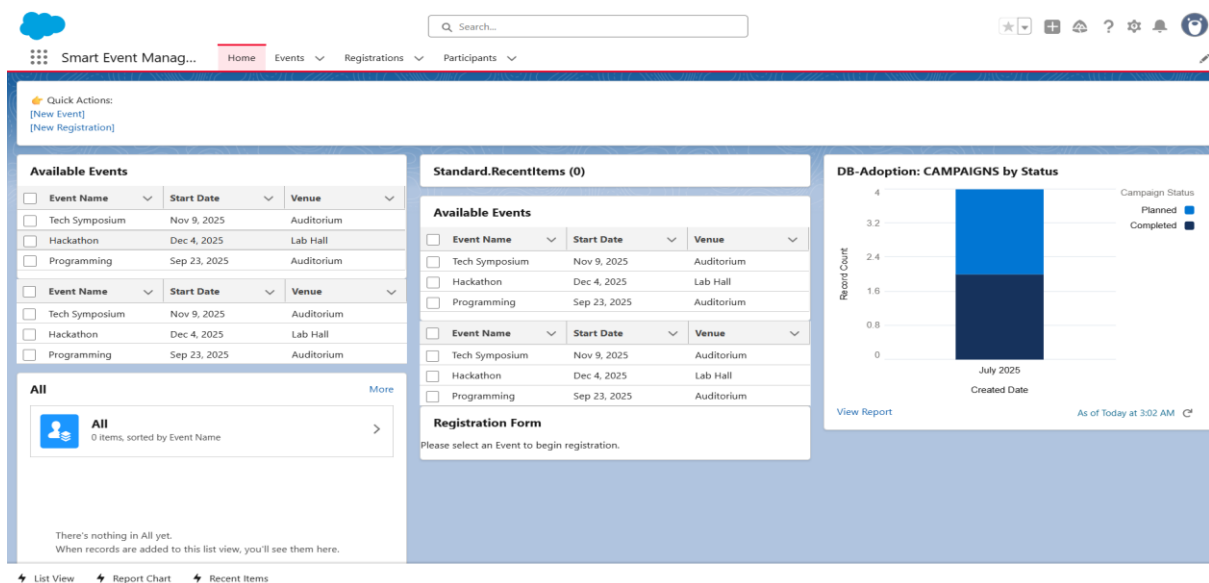 Search...
Smart Event Manag...
Home
Events
Registrations
Participants
Quick Actions:
[New Event]
[New Registration]
Available Events
Event Name Start Date Venue
Tech Symposium Nov 9, 2025 Auditorium
Hackathon Dec 4, 2025 Lab Hall
Programming Sep 23, 2025 Auditorium
Event Name Start Date Venue
Tech Symposium Nov 9, 2025 Auditorium
Hackathon Dec 4, 2025 Lab Hall
Programming Sep 23, 2025 Auditorium
All More
All
0 items, sorted by Event Name
There's nothing in All yet.
When records are added to this list view, you'll see them here.
Standard.RecentItems (0)
Available Events
Event Name Start Date Venue
Tech Symposium Nov 9, 2025 Auditorium
Hackathon Dec 4, 2025 Lab Hall
Programming Sep 23, 2025 Auditorium
Event Name Start Date Venue
Tech Symposium Nov 9, 2025 Auditorium
Hackathon Dec 4, 2025 Lab Hall
Programming Sep 23, 2025 Auditorium
Registration Form
Please select an Event to begin registration.
DB-Adoption: CAMPAIGNS by Status
Campaign Status
Planned
Completed
Record Count
4
3.2
2.4
1.6
0.8
0
July 2025
Created Date
View Report As of Today at 3:02 AM
List View Report Chart Recent Items